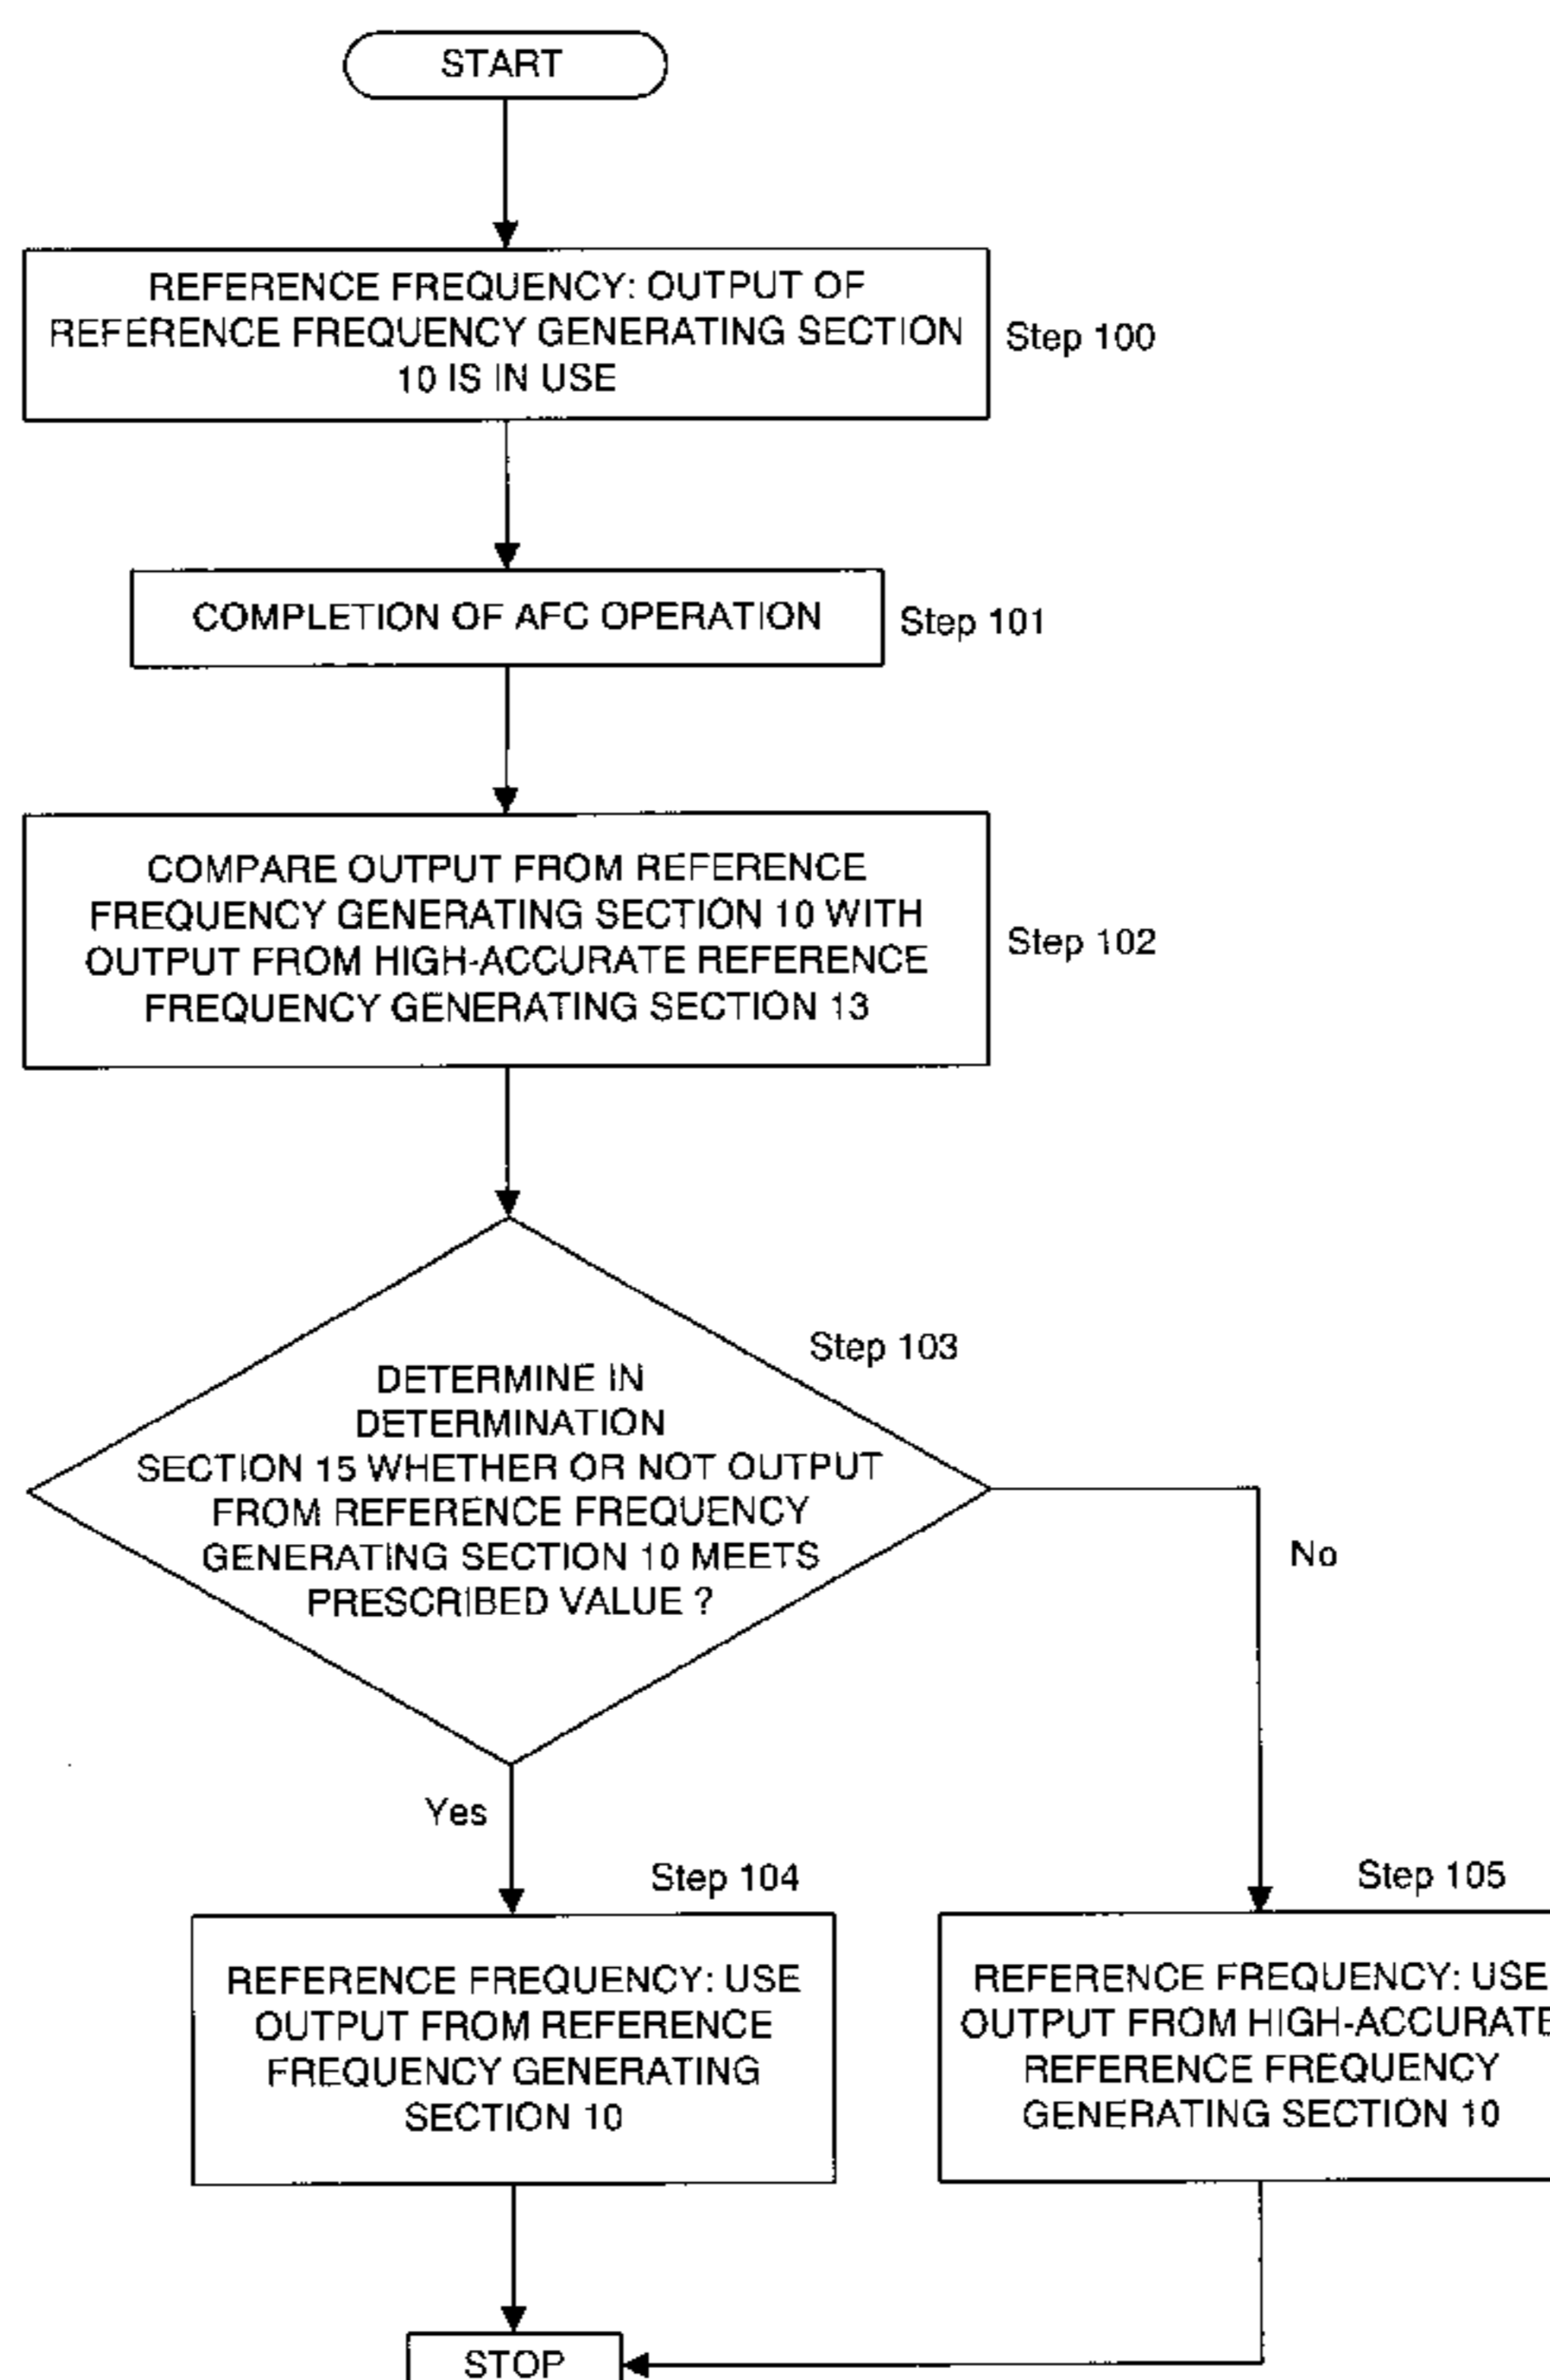 START
REFERENCE FREQUENCY: OUTPUT OF
REFERENCE FREQUENCY GENERATING SECTION
10 IS IN USE
Step 100
COMPLETION OF AFC OPERATION
Step 101
COMPARE OUTPUT FROM REFERENCE
FREQUENCY GENERATING SECTION 10 WITH
OUTPUT FROM HIGH-ACCURATE REFERENCE
FREQUENCY GENERATING SECTION 13
Step 102
Step 103
DETERMINE IN
DETERMINATION
SECTION 15 WHETHER OR NOT OUTPUT
FROM REFERENCE FREQUENCY
GENERATING SECTION 10 MEETS
PRESCRIBED VALUE ?
No
Yes
Step 104
REFERENCE FREQUENCY: USE
OUTPUT FROM REFERENCE
FREQUENCY GENERATING
SECTION 10
Step 105
REFERENCE FREQUENCY: USE
OUTPUT FROM HIGH-ACCURATE
REFERENCE FREQUENCY
GENERATING SECTION 10
STOP